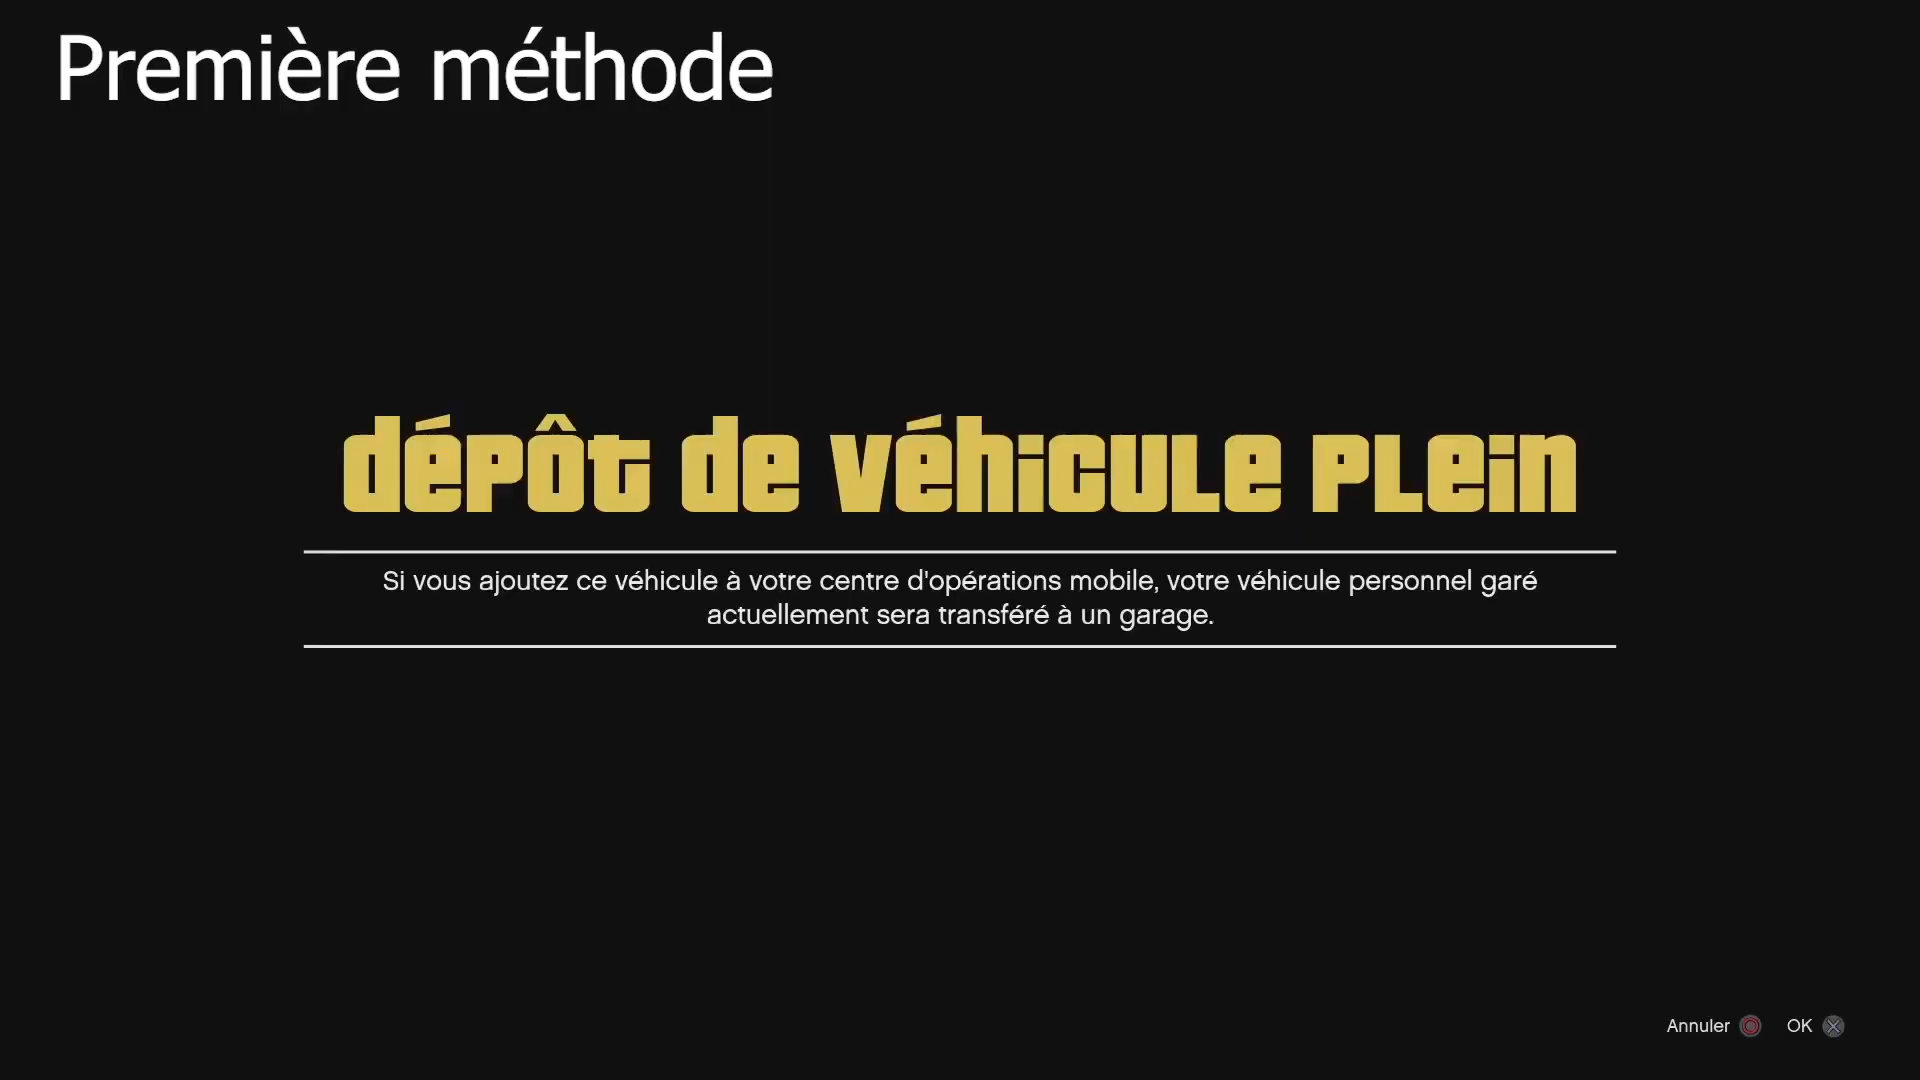 Première méthode
dépôt de véhicule plein
Si vous ajoutez ce véhicule à votre centre d'opérations mobile, votre véhicule personnel garé
actuellement sera transféré à un garage.
Annuler OK